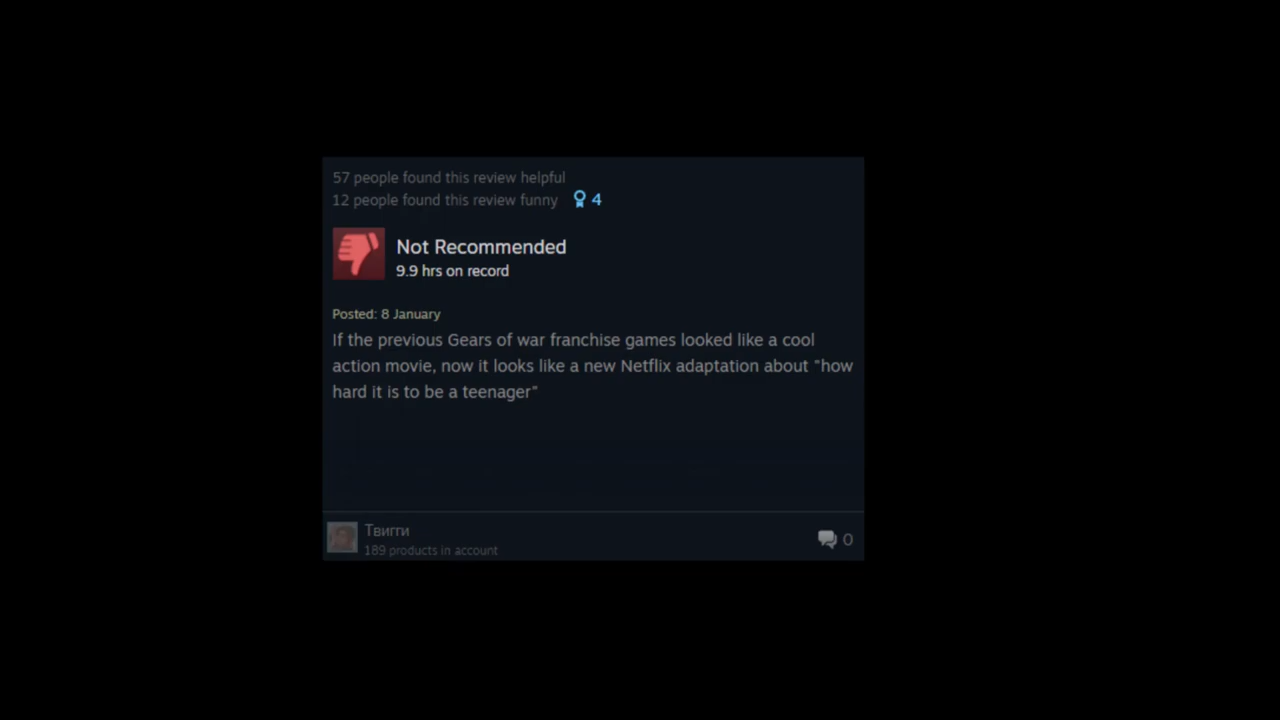 57 people found this review helpful
12 people found this review funny 4
Not Recommended
9.9 hrs on record
Posted: 8 January
If the previous Gears of war franchise games looked like a cool
action movie, now it looks like a new Netflix adaptation about "how
hard it is to be a teenager"
Твигги
189 products in account
0